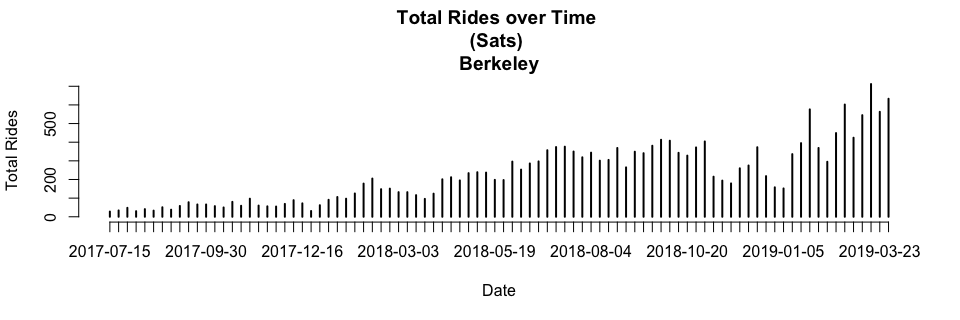 Total Rides over Time
(Sats)
Berkeley
Total Rides
500
200
0
2017-07-15 2017-09-30 2017-12-16 2018-03-03 2018-05-19 2018-08-04 2018-10-20 2019-01-05 2019-03-23
Date